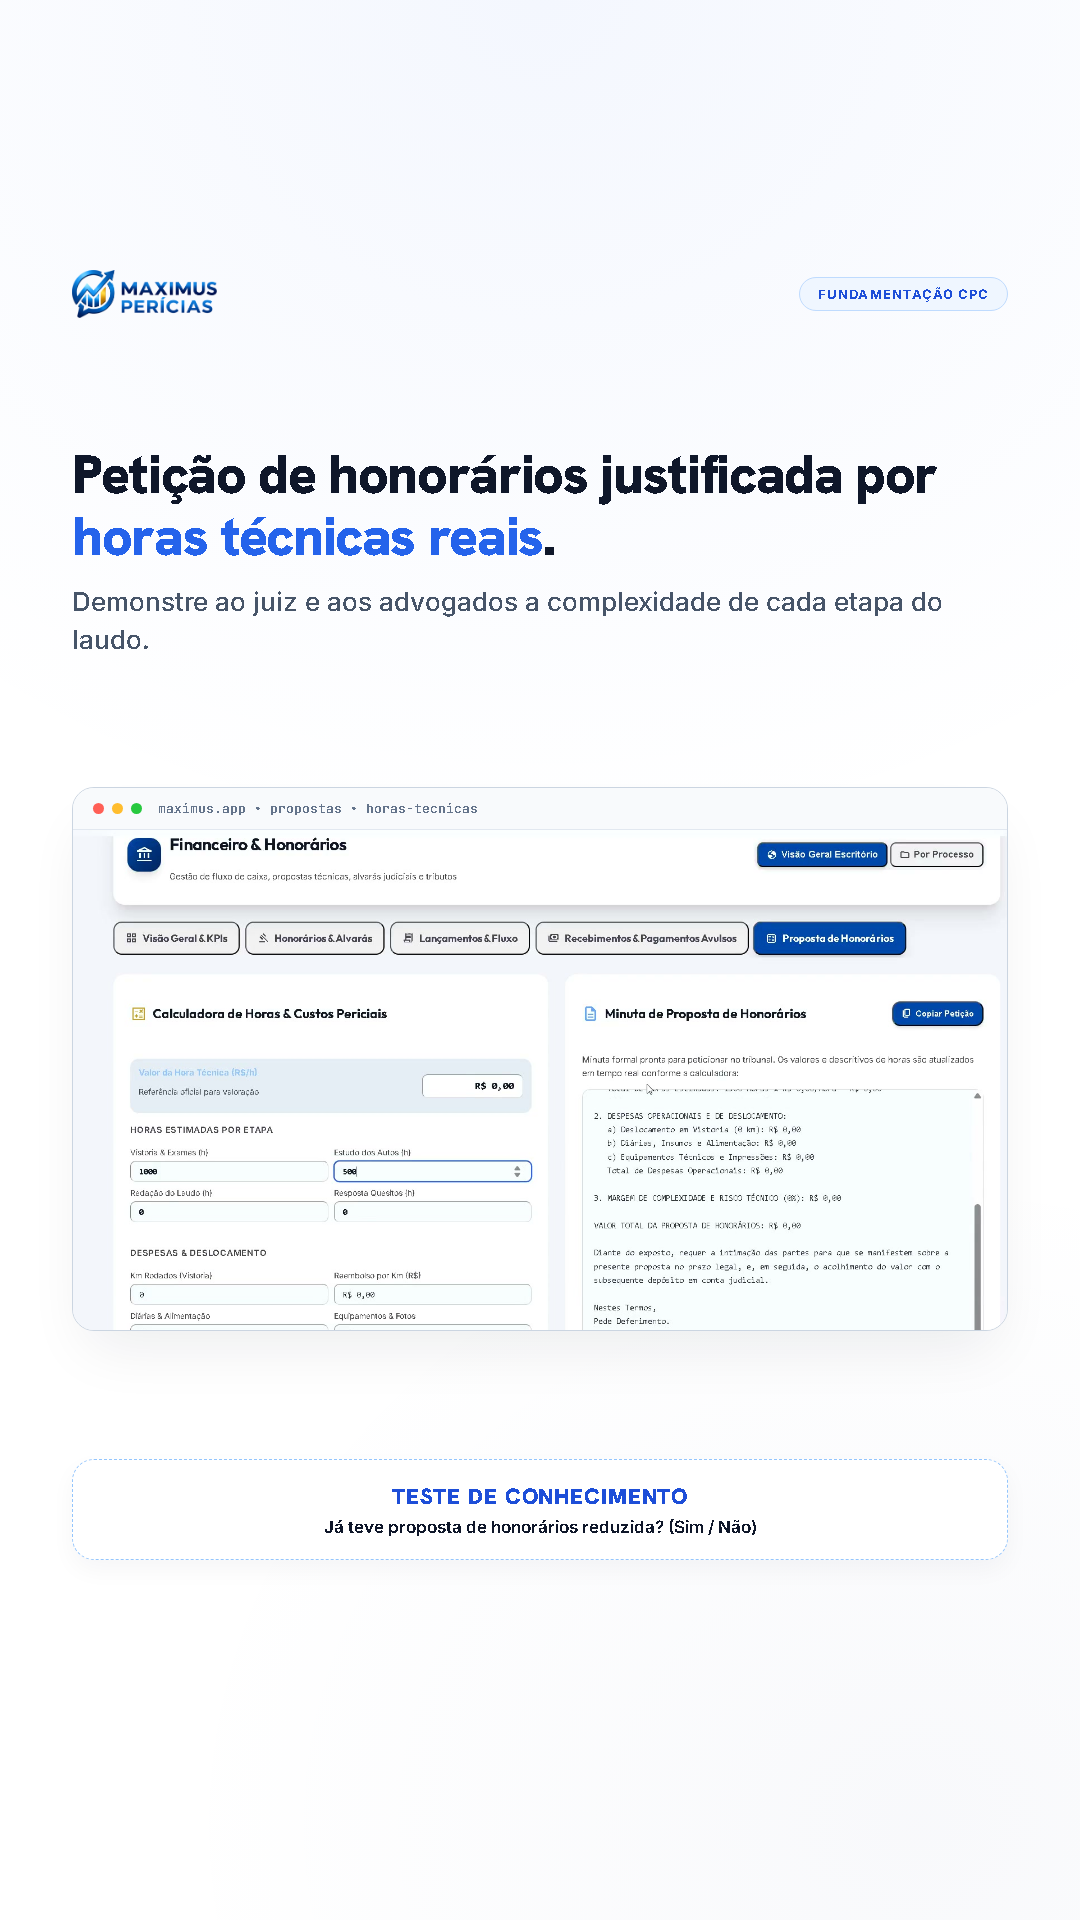 MAXIMUS
PERÍCIAS
FUNDAMENTAÇÃO CPC
Petição de honorários justificada por
horas técnicas reais.
Demonstre ao juiz e aos advogados a complexidade de cada etapa do
laudo.
maximus.app • propostas • horas-tecnicas
Financeiro & Honorários
Gestão de fluxo de caixa, propostas técnicas, alvarás judiciais e tributos
Visão Geral Escritório
Por Processo
Visão Geral & KPIs
Honorários & Alvarás
Lançamentos & Fluxo
Recebimentos & Pagamentos Avulsos
Proposta de Honorários
Calculadora de Horas & Custos Periciais
Valor da Hora Técnica (R$/h)
Referência oficial para valoração
R$ 0,00
HORAS ESTIMADAS POR ETAPA
Vistoria & Exames (h)
Estudo dos Autos (h)
1000
500
Redação do Laudo (h)
Resposta Quesitos (h)
0
0
DESPESAS & DESLOCAMENTO
Km Rodados (Vistoria)
Reembolso por Km (R$)
0
R$ 0,00
Diárias & Alimentação
Equipamentos & Fotos
Minuta de Proposta de Honorários
Copiar Petição
Minuta formal pronta para peticionar no tribunal. Os valores e descritivos de horas são atualizados
em tempo real conforme a calculadora:
2. DESPESAS OPERACIONAIS E DE DESLOCAMENTO:
a) Deslocamento em Vistoria (0 km): R$ 0,00
b) Diárias, Insumos e Alimentação: R$ 0,00
c) Equipamentos Técnicos e Impressões: R$ 0,00
Total de Despesas Operacionais: R$ 0,00
3. MARGEM DE COMPLEXIDADE E RISCO TÉCNICO (0%): R$ 0,00
VALOR TOTAL DA PROPOSTA DE HONORÁRIOS: R$ 0,00
Diante do exposto, requer a intimação das partes para que se manifestem sobre a
presente proposta no prazo legal, e, em seguida, o acolhimento do valor com o
subsequente depósito em conta judicial.
Nestes Termos,
Pede Deferimento.
TESTE DE CONHECIMENTO
Já teve proposta de honorários reduzida? (Sim / Não)